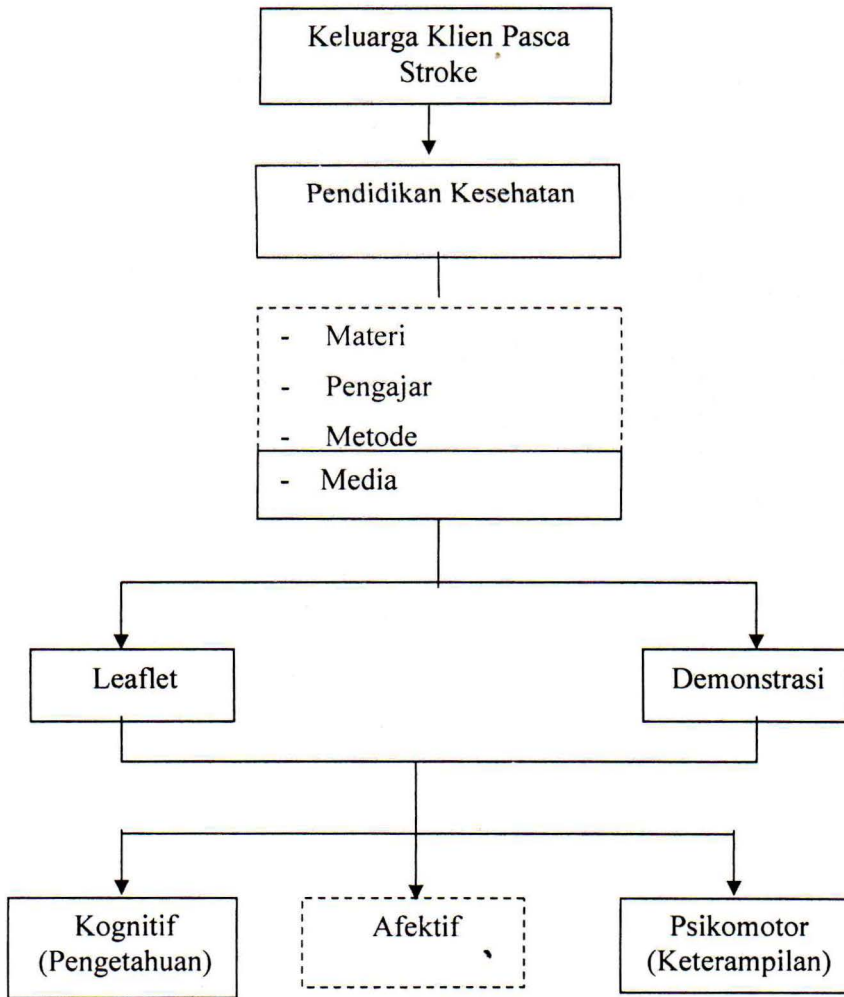 Keluarga Klien Pasca
Stroke
Pendidikan Kesehatan
- Materi
- Pengajar
- Metode
- Media
Leaflet
Demonstrasi
Kognitif
(Pengetahuan)
Afektif
Psikomotor
(Keterampilan)